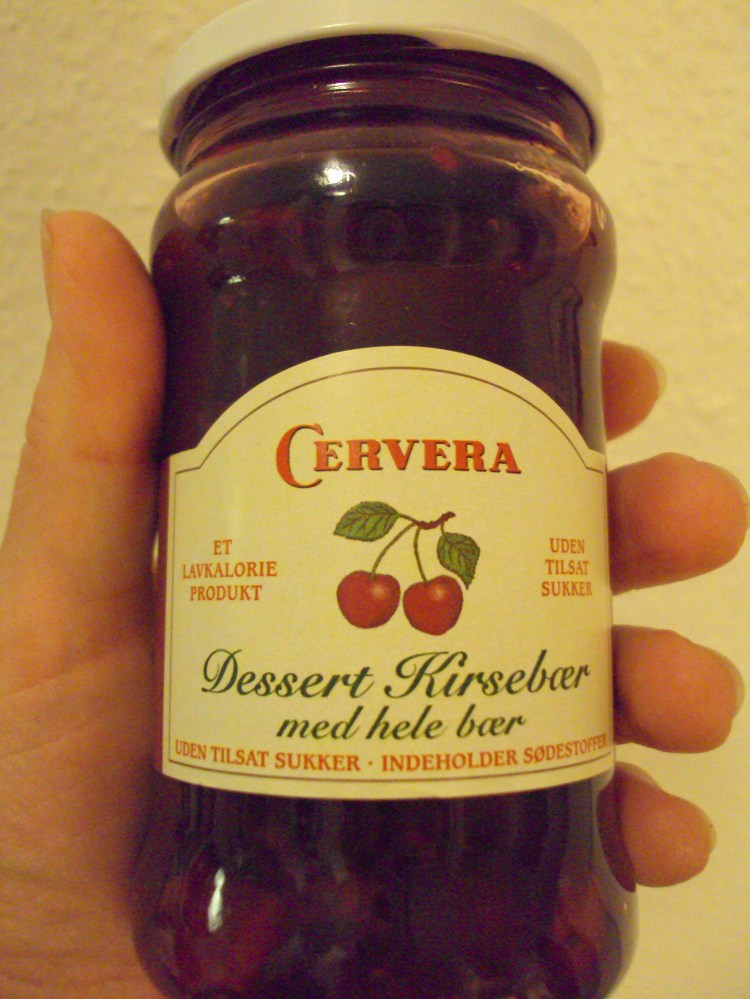 CERVERA
ET
LAVKALORIE
PRODUKT
UDEN
TILSAT
SUKKER
Dessert Kirsebær
med hele bær
UDEN TILSAT SUKKER · INDEHOLDER SØDESTOFFER